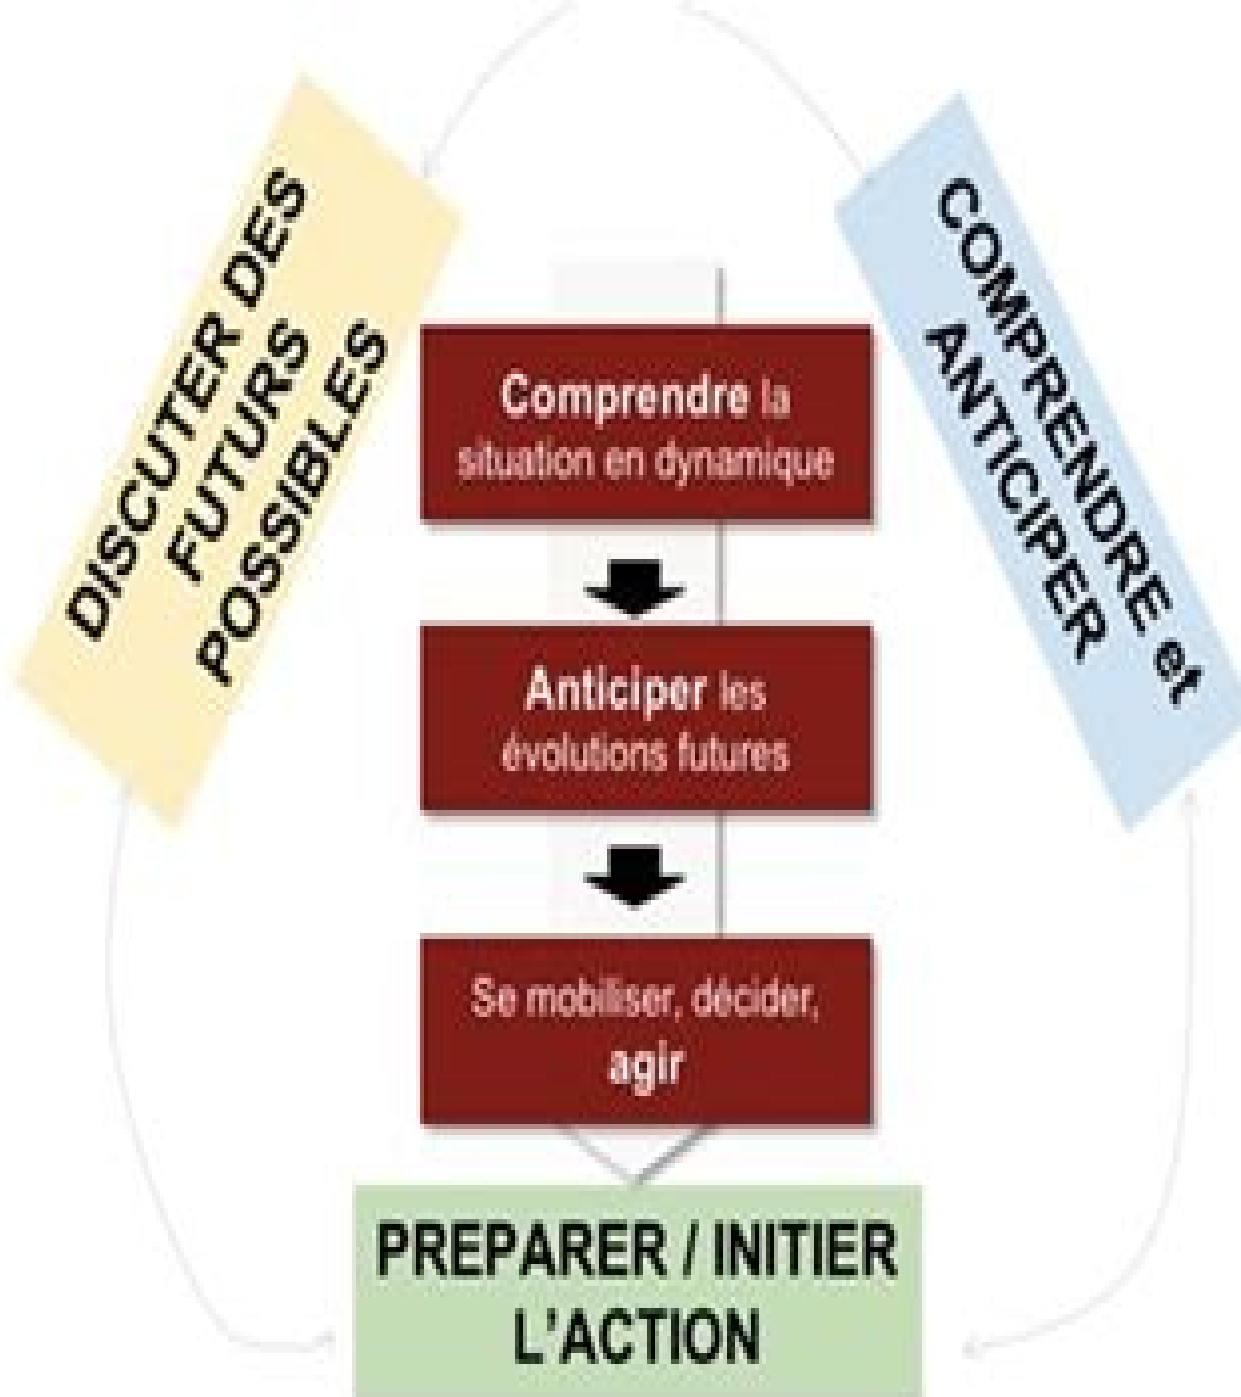 DISCUTER DES
FUTURS
POSSIBLES
COMPRENDRE et
ANTICIPER
Comprendre la
situation en dynamique
Anticiper les
évolutions futures
Se mobiliser, décider,
agir
PREPARER / INITIER
L'ACTION